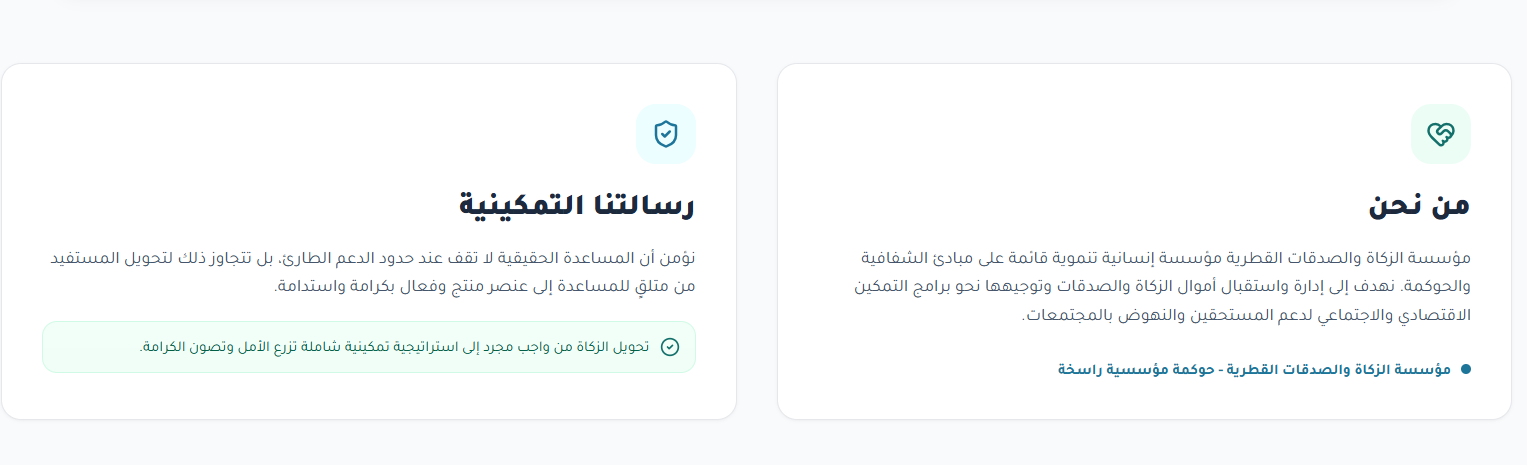 من نحن
مؤسسة الزكاة والصدقات القطرية مؤسسة إنسانية تنموية قائمة على مبادئ الشفافية
والحوكمة. نهدف إلى إدارة واستقبال أموال الزكاة والصدقات وتوجيهها نحو برامج التمكين
الاقتصادي والاجتماعي لدعم المستحقين والنهوض بالمجتمعات.
مؤسسة الزكاة والصدقات القطرية - حوكمة مؤسسية راسخة
رسالتنا التمكينية
نؤمن أن المساعدة الحقيقية لا تقف عند حدود الدعم الطارئ، بل تتجاوز ذلك لتحويل المستفيد
من متلقٍ للمساعدة إلى عنصر منتج وفعال بكرامة واستدامة.
تحويل الزكاة من واجب مجرد إلى استراتيجية تمكينية شاملة تزرع الأمل وتصون الكرامة.